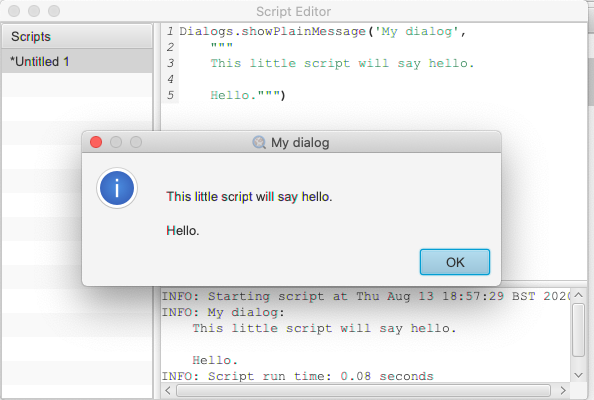 Script Editor
Scripts
*Untitled 1
1 Dialogs.showPlainMessage('My dialog',
2 """
3 This little script will say hello.
4
5 Hello.""")
My dialog
i
This little script will say hello.
Hello.
OK
INFO: Starting script at Thu Aug 13 18:57:29 BST 2020
INFO: My dialog:
This little script will say hello.
Hello.
INFO: Script run time: 0.08 seconds